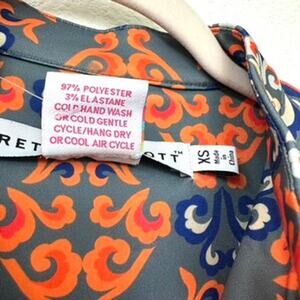 97% POLYESTER
3% ELASTANE
COLD HAND WASH
OR COLD GENTLE
CYCLE/HANG DRY
OR COOL AIR CYCLE
RET
OTT
XS
Made
in
China